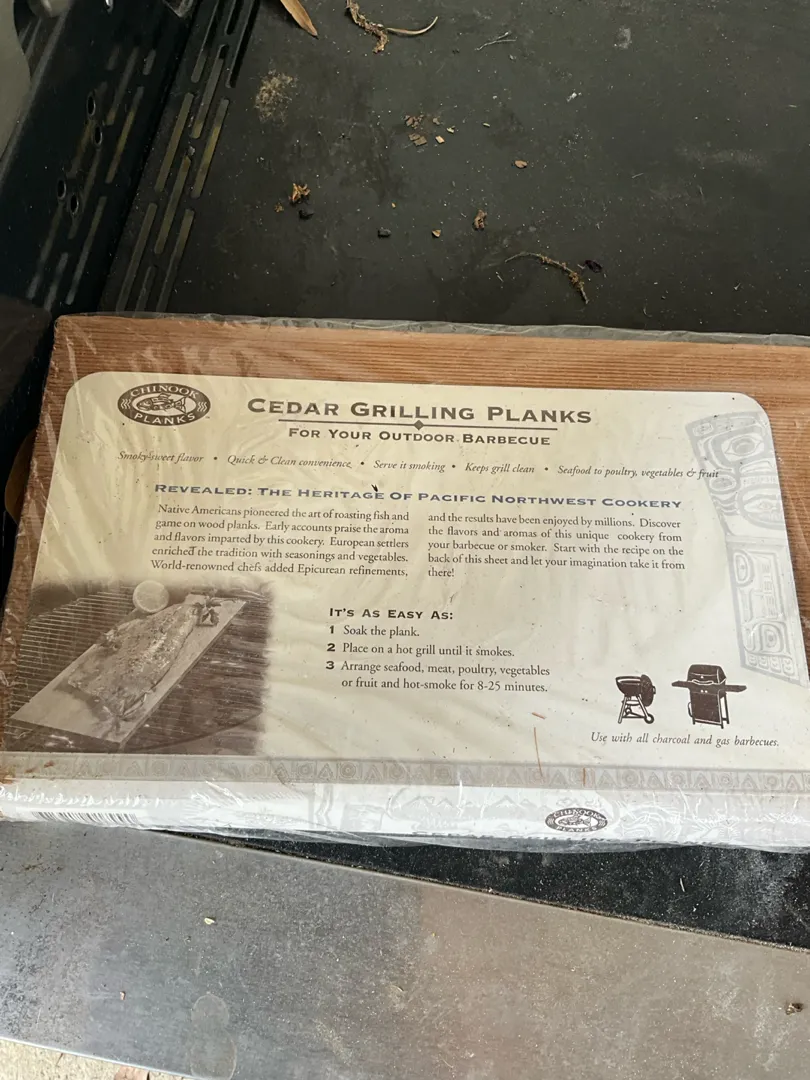 CHINOOK
PLANKS
CEDAR GRILLING PLANKS
FOR YOUR OUTDOOR BARBECUE
Smoky-sweet flavor • Quick & Clean convenience • Serve it smoking • Keeps grill clean • Seafood to poultry, vegetables & fruit
REVEALED: THE HERITAGE OF PACIFIC NORTHWEST COOKERY
Native Americans pioneered the art of roasting fish and
game on wood planks. Early accounts praise the aroma
and flavors imparted by this cookery. European settlers
enriched the tradition with seasonings and vegetables.
World-renowned chefs added Epicurean refinements,
and the results have been enjoyed by millions. Discover
the flavors and aromas of this unique cookery from
your barbecue or smoker. Start with the recipe on the
back of this sheet and let your imagination take it from
there!
IT'S AS EASY AS:
1 Soak the plank.
2 Place on a hot grill until it smokes.
3 Arrange seafood, meat, poultry, vegetables
or fruit and hot-smoke for 8-25 minutes.
Use with all charcoal and gas barbecues.
CHINOOK
PLANKS